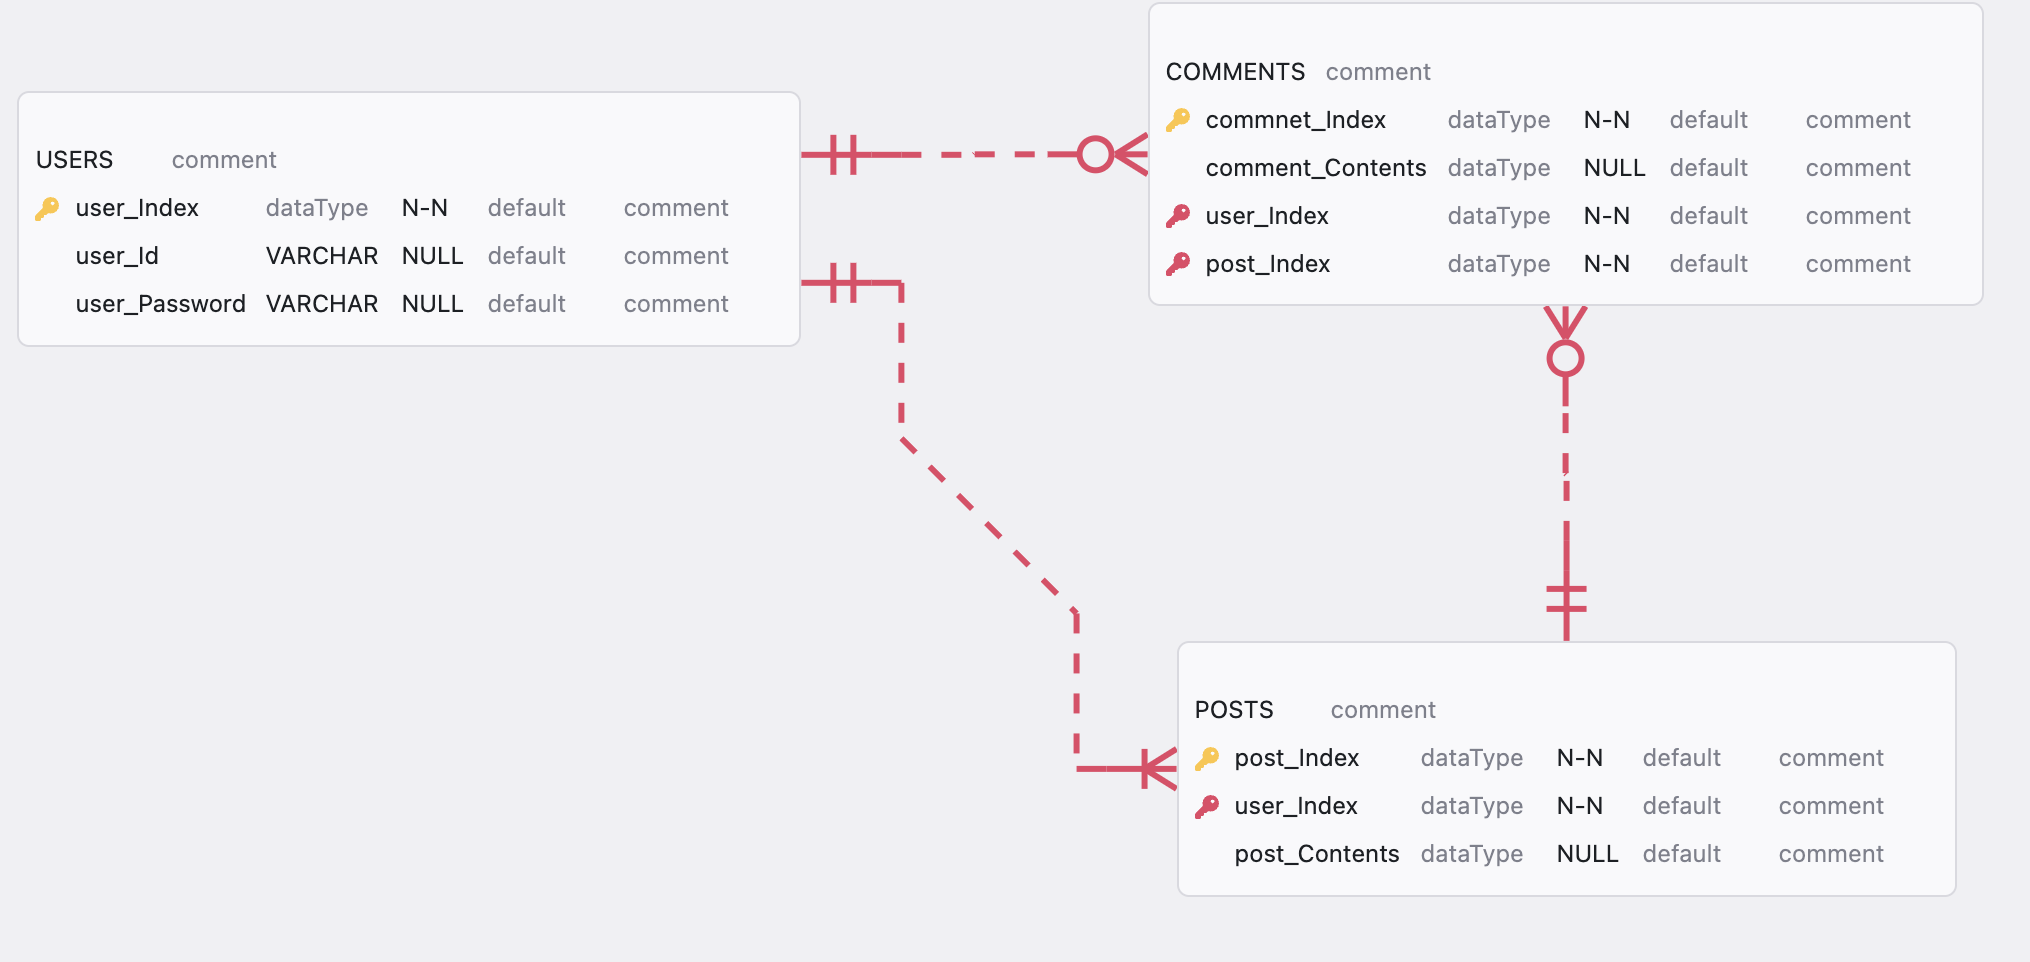 USERS comment
user_Index dataType N-N default comment
user_Id VARCHAR NULL default comment
user_Password VARCHAR NULL default comment
COMMENTS comment
commnet_Index dataType N-N default comment
comment_Contents dataType NULL default comment
user_Index dataType N-N default comment
post_Index dataType N-N default comment
POSTS comment
post_Index dataType N-N default comment
user_Index dataType N-N default comment
post_Contents dataType NULL default comment